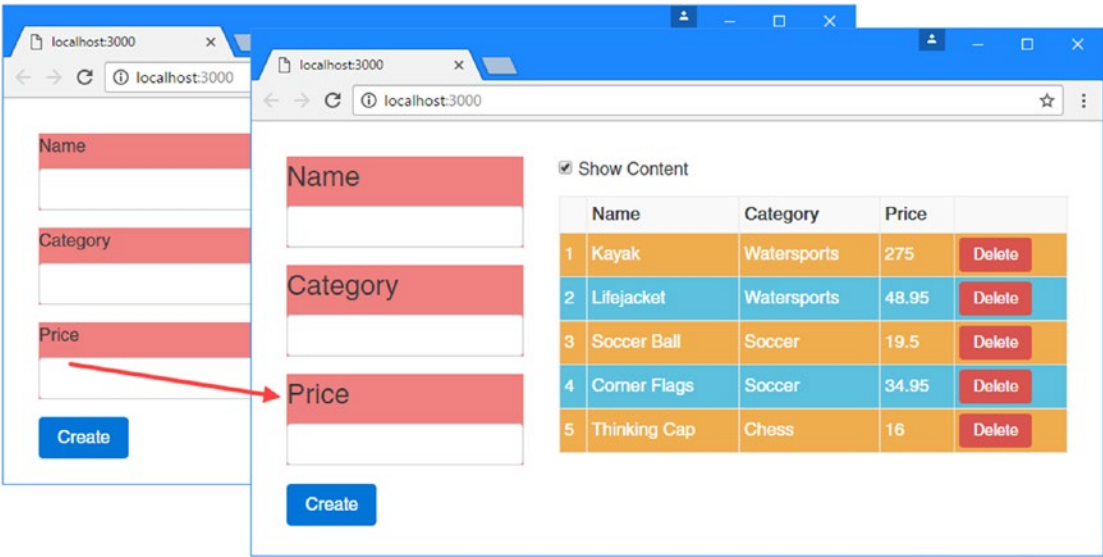 localhost:3000
localhost:3000
Name
Category
Price
Create
localhost:3000
localhost:3000
Name
Category
Price
Create
Show Content
Name Category Price
1 Kayak Watersports 275 Delete
2 Lifejacket Watersports 48.95 Delete
3 Soccer Ball Soccer 19.5 Delete
4 Corner Flags Soccer 34.95 Delete
5 Thinking Cap Chess 16 Delete